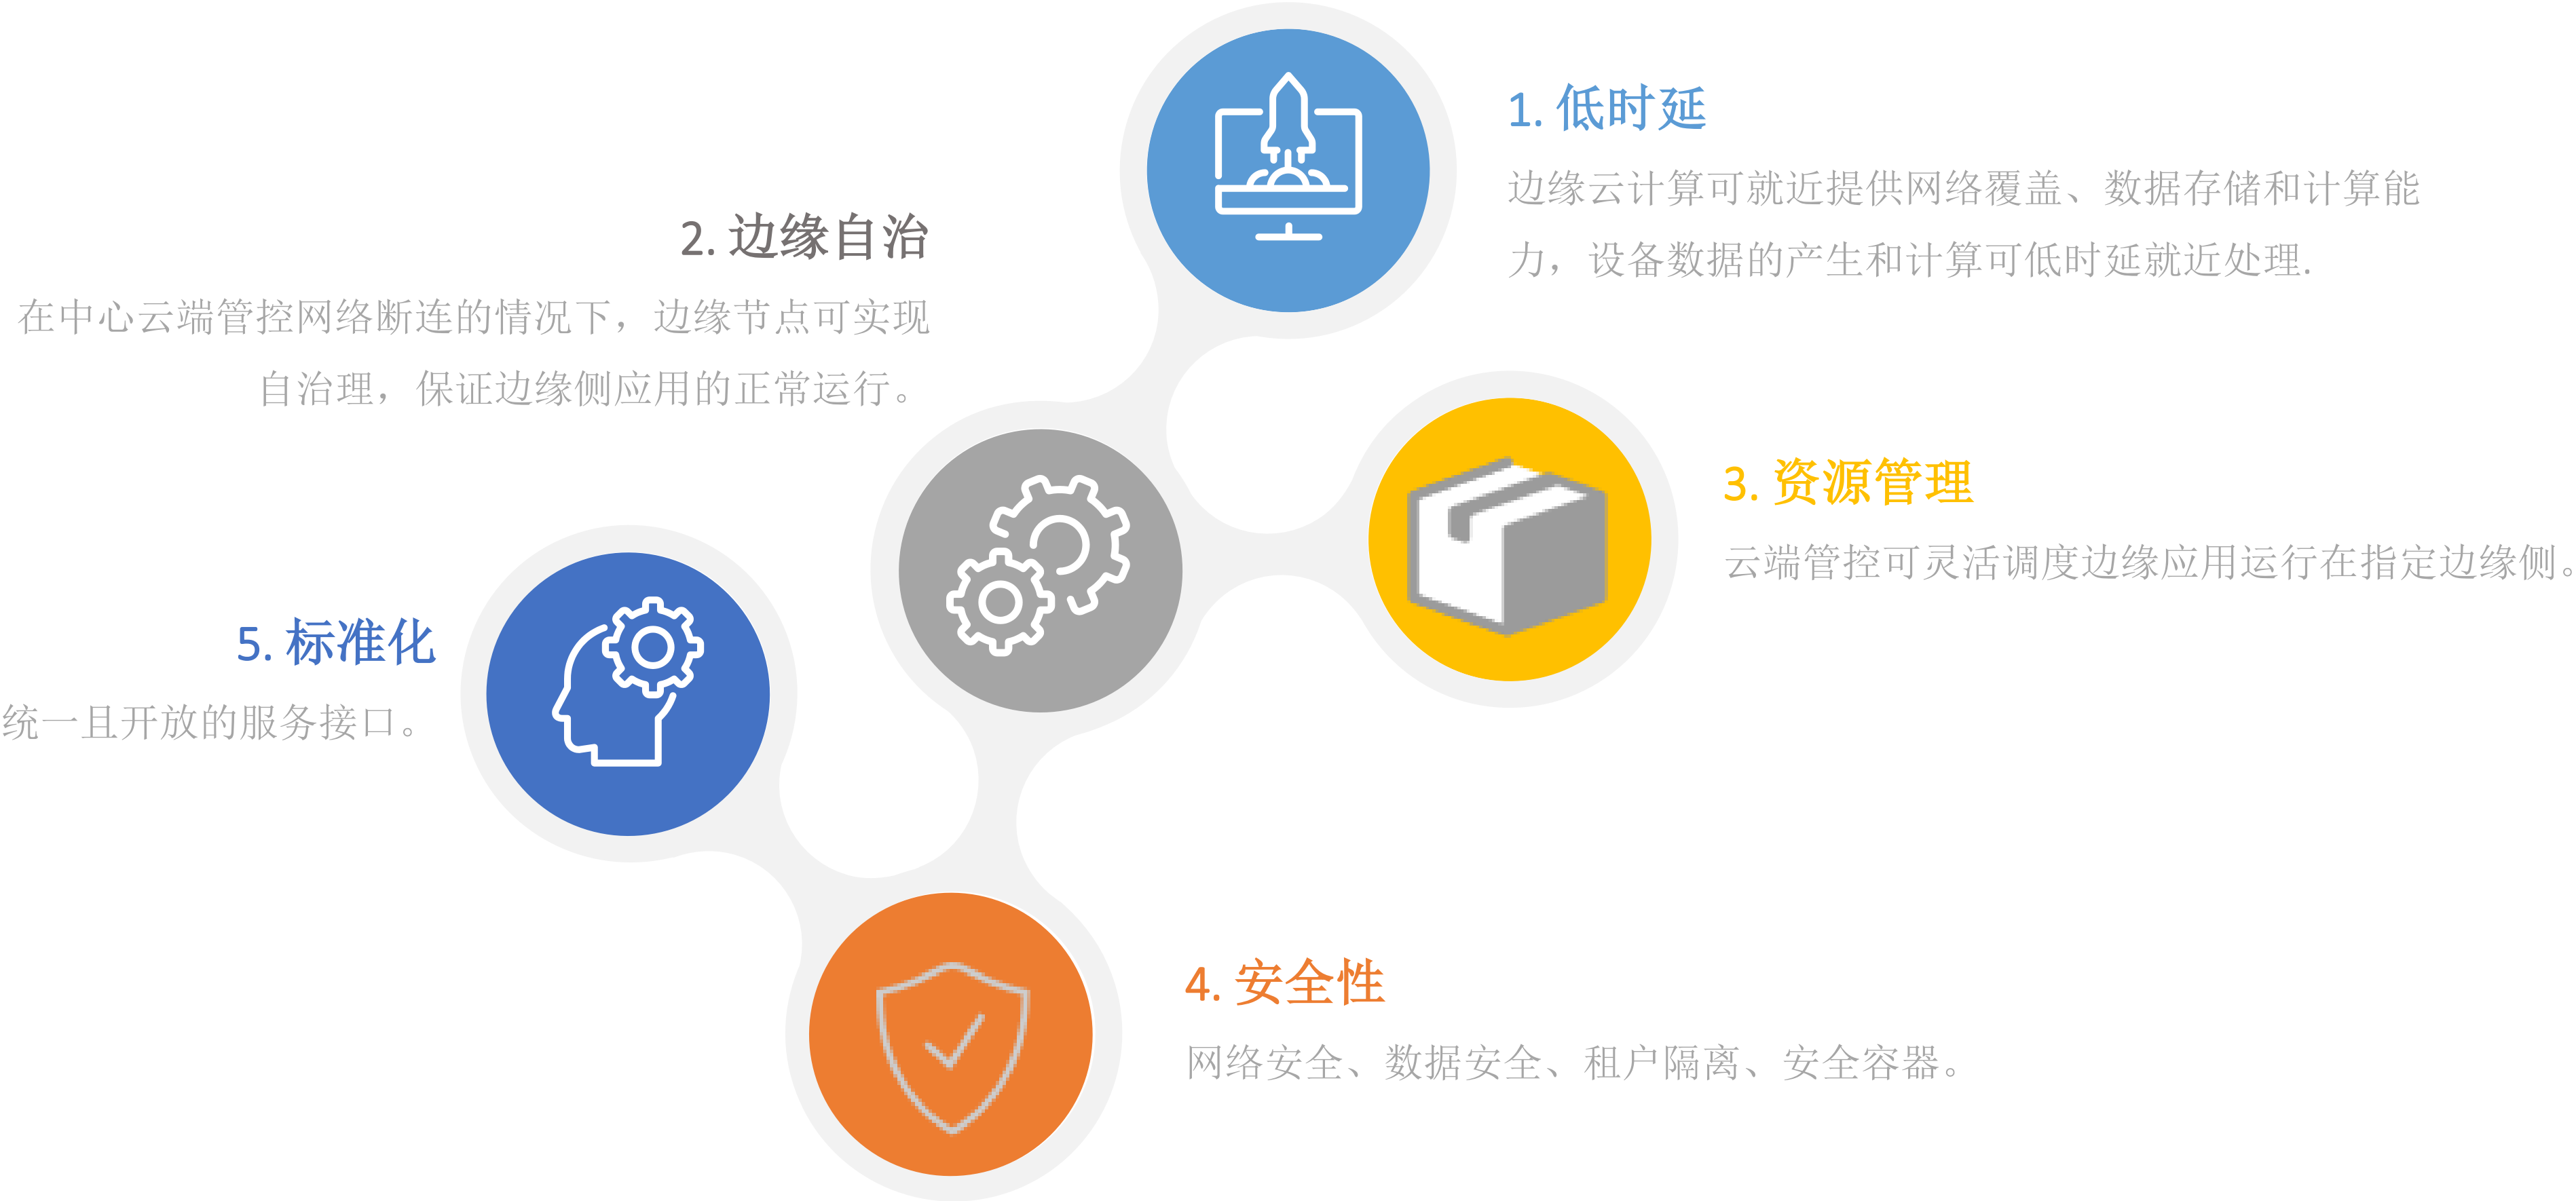 1. 低时延
边缘云计算可就近提供网络覆盖、数据存储和计算能
力，设备数据的产生和计算可低时延就近处理.
2. 边缘自治
在中心云端管控网络断连的情况下，边缘节点可实现
自治理，保证边缘侧应用的正常运行。
3. 资源管理
云端管控可灵活调度边缘应用运行在指定边缘侧。
4. 安全性
网络安全、数据安全、租户隔离、安全容器。
5. 标准化
统一且开放的服务接口。